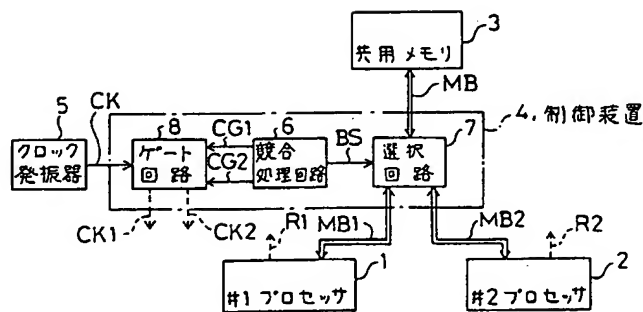 3
共用メモリ
MB
5
CK
8
CG1
6
7
4，制御装置
クロック
発振器
ゲート
回路
CG2
競合
処理回路
BS
選択
回路
CK1
CK2
R1
MB1
MB2
R2
1
2
#1 プロセッサ
#2 プロセッサ